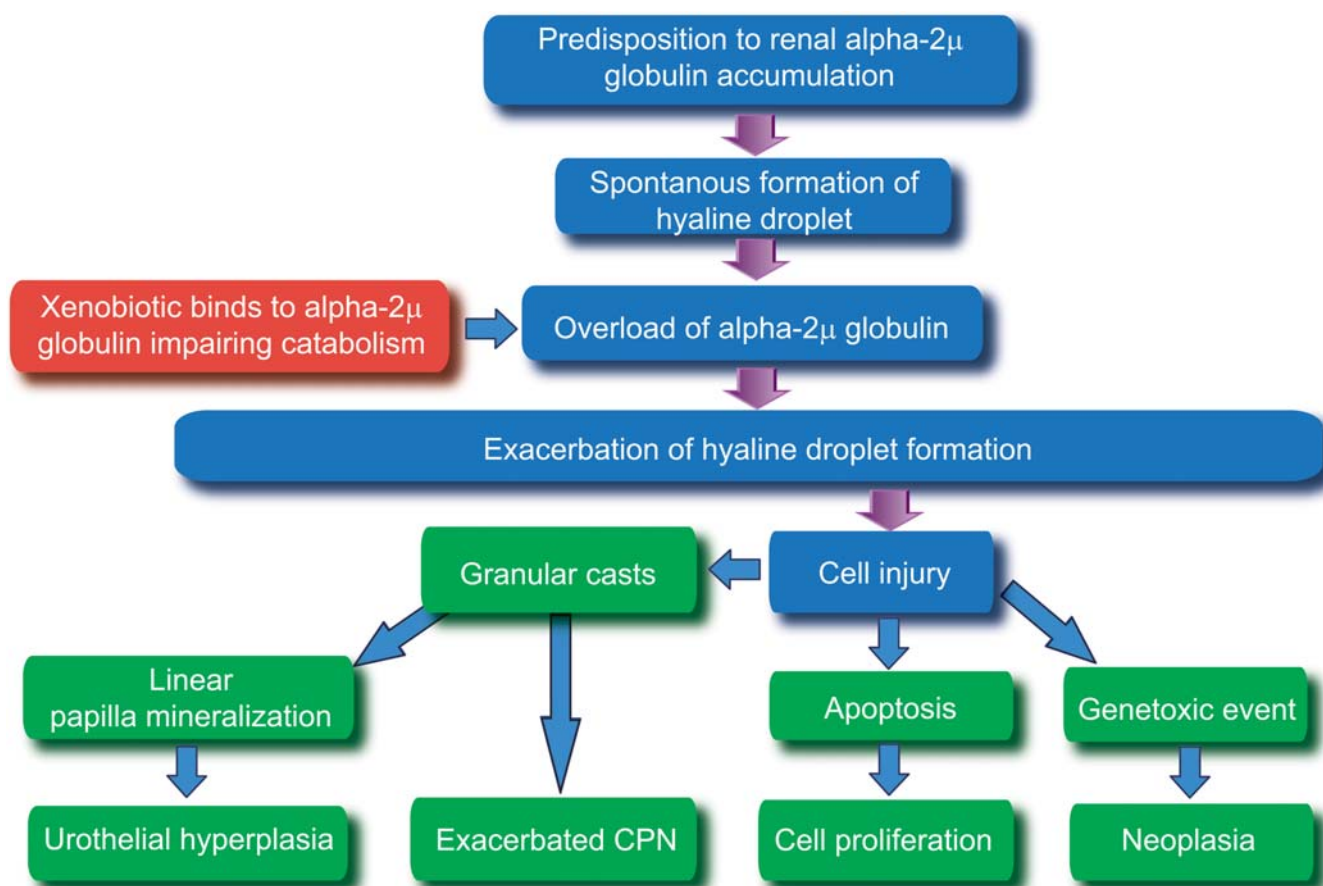 Predisposition to renal alpha-2μ
globulin accumulation
Spontanous formation of
hyaline droplet
Xenobiotic binds to alpha-2μ
globulin impairing catabolism
Overload of alpha-2μ globulin
Exacerbation of hyaline droplet formation
Granular casts
Cell injury
Linear
papilla mineralization
Apoptosis
Genetoxic event
Urothelial hyperplasia
Exacerbated CPN
Cell proliferation
Neoplasia